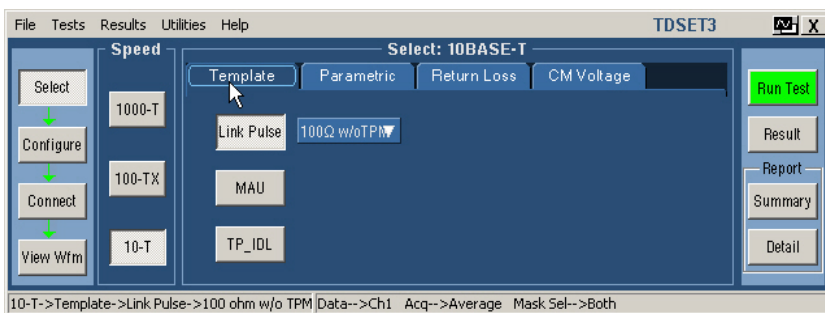 File Tests Results Utilities Help TDSET3 X
Speed Select: 10BASE-T
Select
Configure
Connect
View Wfm
1000-T
100-TX
10-T
Template Parametric Return Loss CM Voltage
Link Pulse 100Ω w/oTPM
MAU
TP_IDL
Run Test
Result
Report
Summary
Detail
10-T->Template->Link Pulse->100 ohm w/o TPM Data-->Ch1 Acq-->Average Mask Sel-->Both